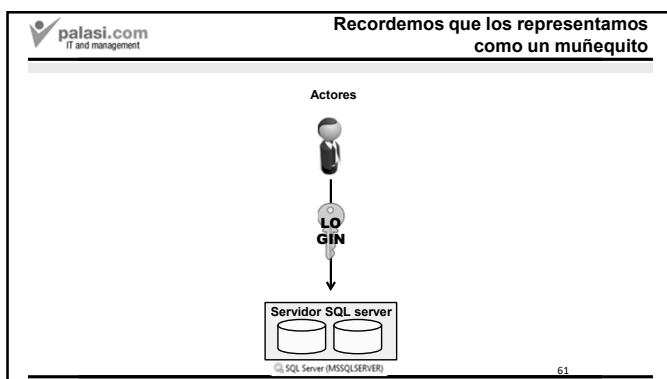 palasi.com
IT and management
Recordemos que los representamos
como un muñequito
Actores
LO
GIN
Servidor SQL server
SQL Server (MSSQLSERVER)
61